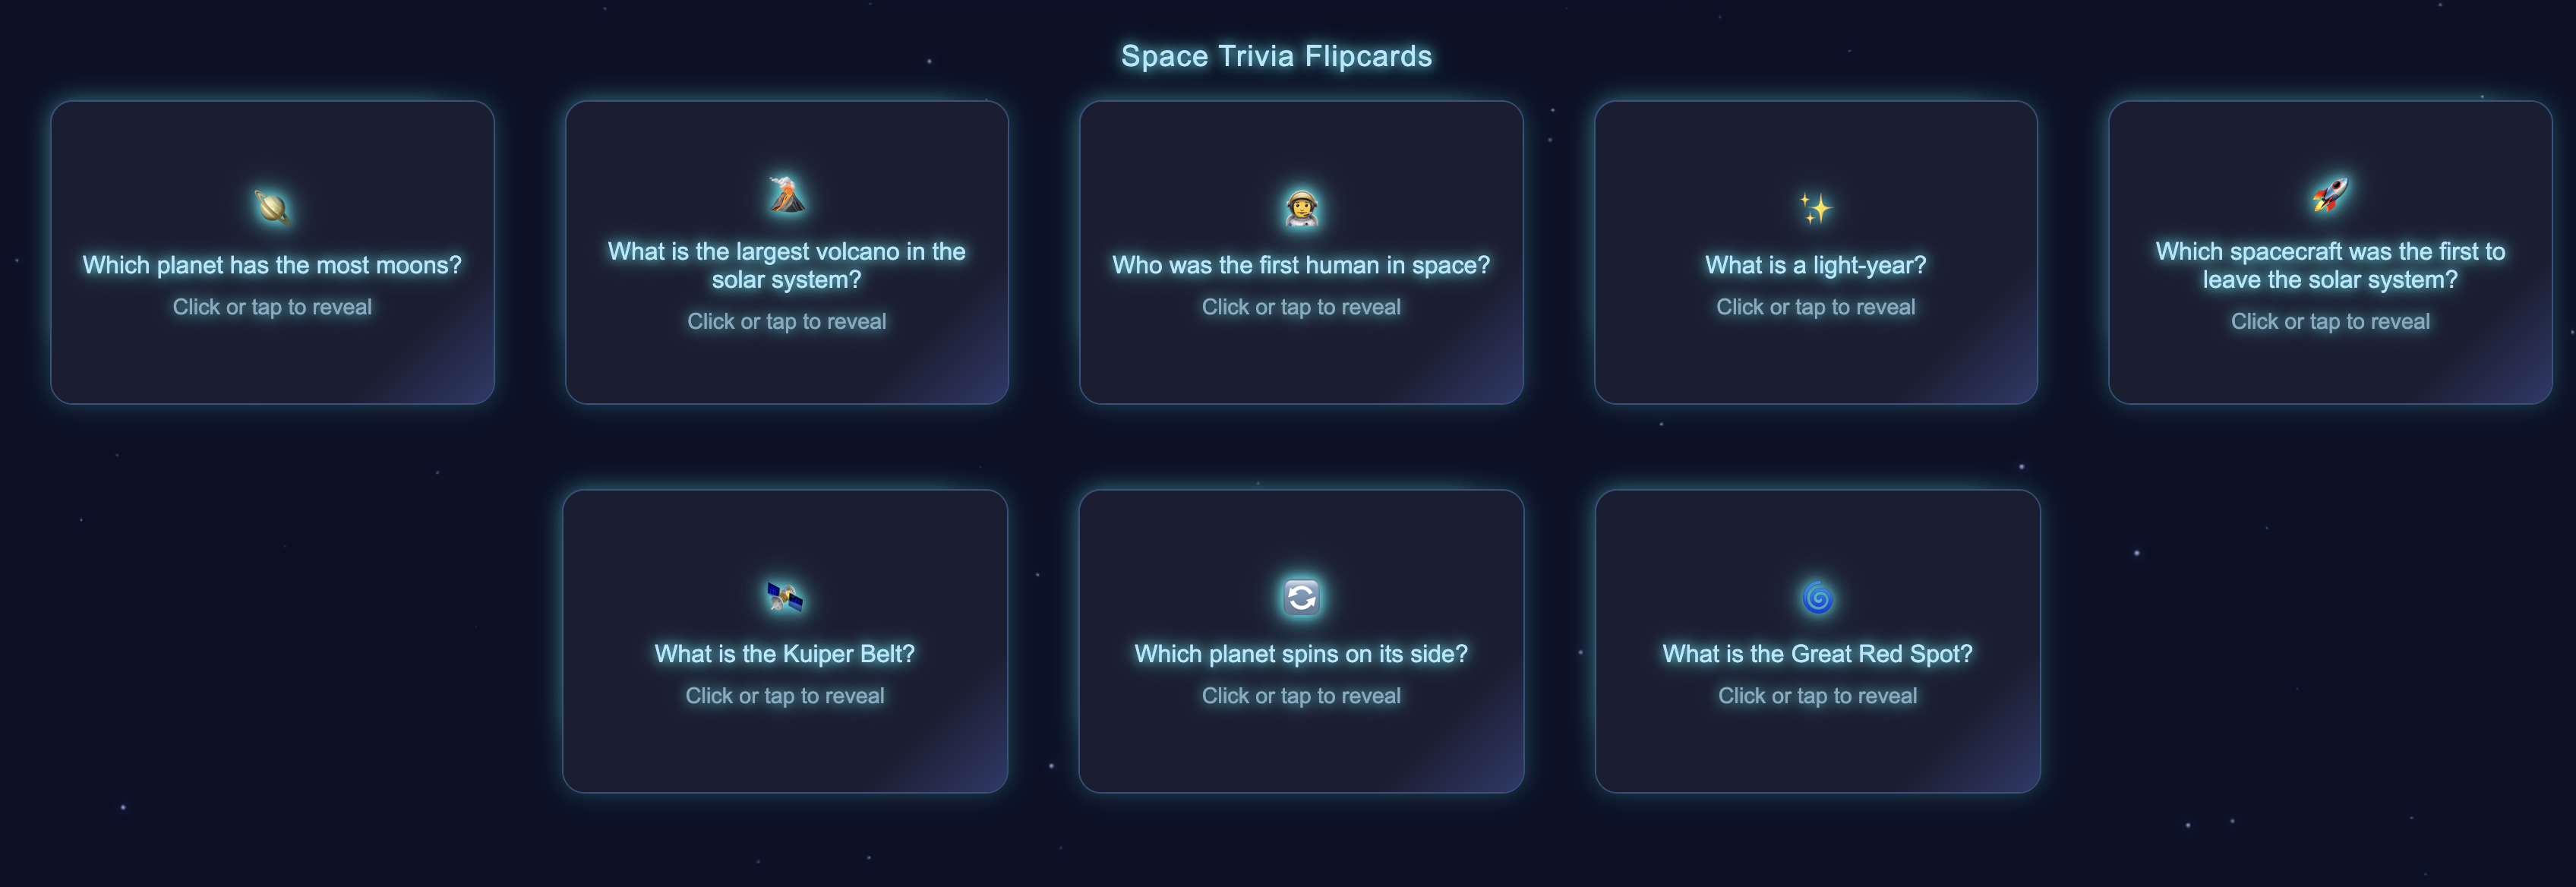 Space Trivia Flipcards
Which planet has the most moons?
Click or tap to reveal
What is the largest volcano in the
solar system?
Click or tap to reveal
Who was the first human in space?
Click or tap to reveal
What is a light-year?
Click or tap to reveal
Which spacecraft was the first to
leave the solar system?
Click or tap to reveal
What is the Kuiper Belt?
Click or tap to reveal
Which planet spins on its side?
Click or tap to reveal
What is the Great Red Spot?
Click or tap to reveal